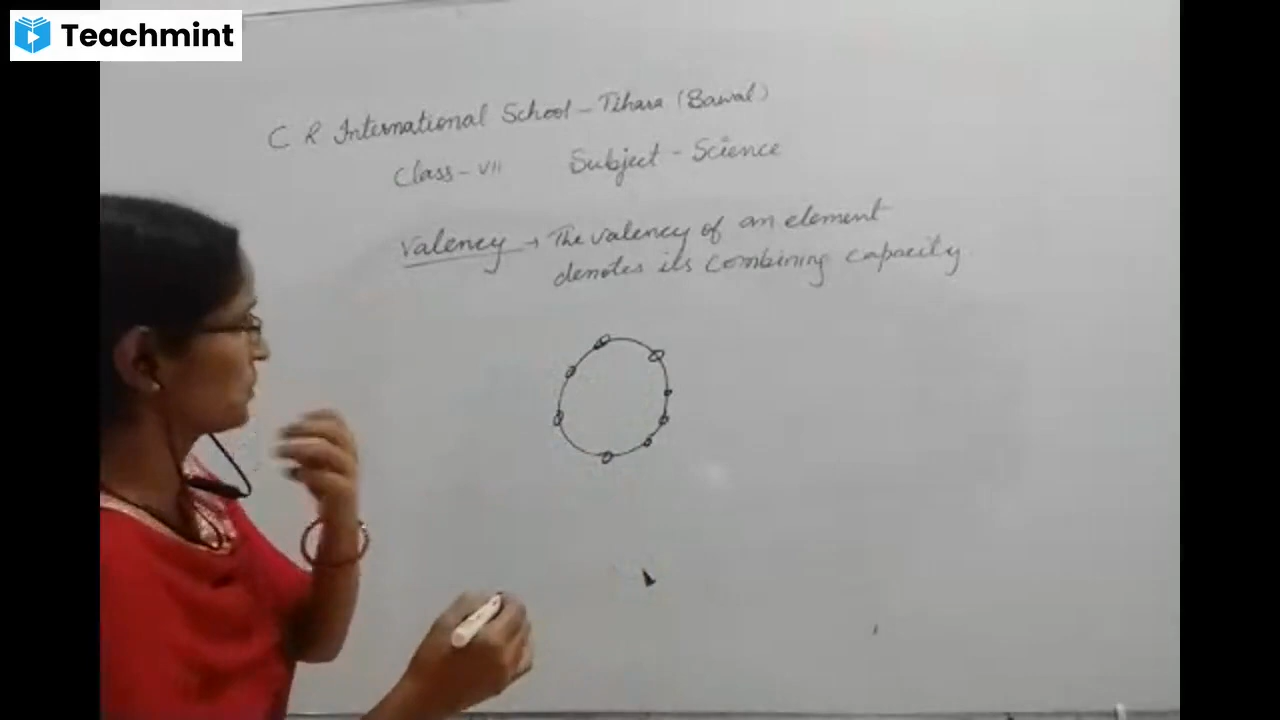 Teachmint
C R International School - Tihara (Bawal)
Class - VII Subject - Science
Valency → The valency of an element
denotes its combining capacity